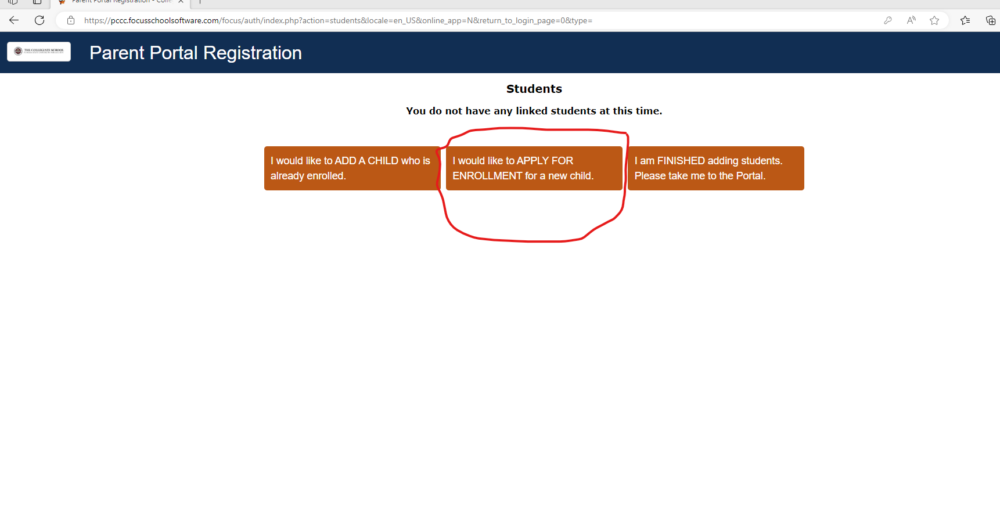 Parent Portal Registration - Colle
https://pccc.focusschoolsoftware.com/focus/auth/index.php?action=students&locale=en_US&online_app=N&return_to_login_page=0&type=
THE COLLEGIATE SCHOOL
Parent Portal Registration
Students
You do not have any linked students at this time.
I would like to ADD A CHILD who is
already enrolled.
I would like to APPLY FOR
ENROLLMENT for a new child.
I am FINISHED adding students.
Please take me to the Portal.